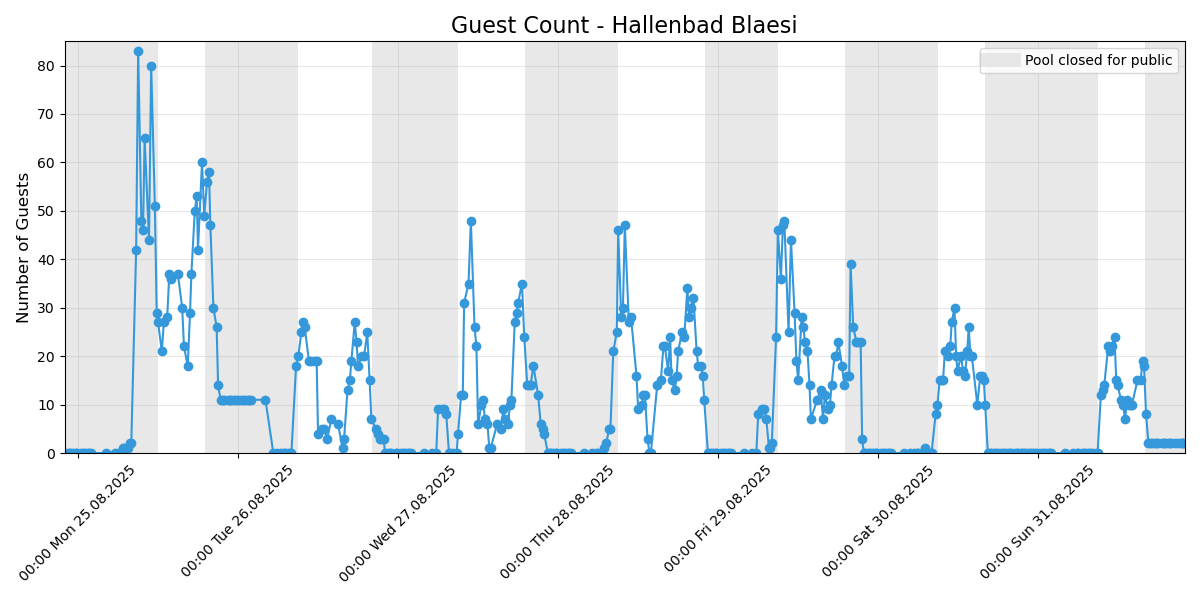 Guest Count - Hallenbad Blaesi
Pool closed for public
Number of Guests
80
70
60
50
40
30
20
10
0
00:00 Mon 25.08.2025
00:00 Tue 26.08.2025
00:00 Wed 27.08.2025
00:00 Thu 28.08.2025
00:00 Fri 29.08.2025
00:00 Sat 30.08.2025
00:00 Sun 31.08.2025